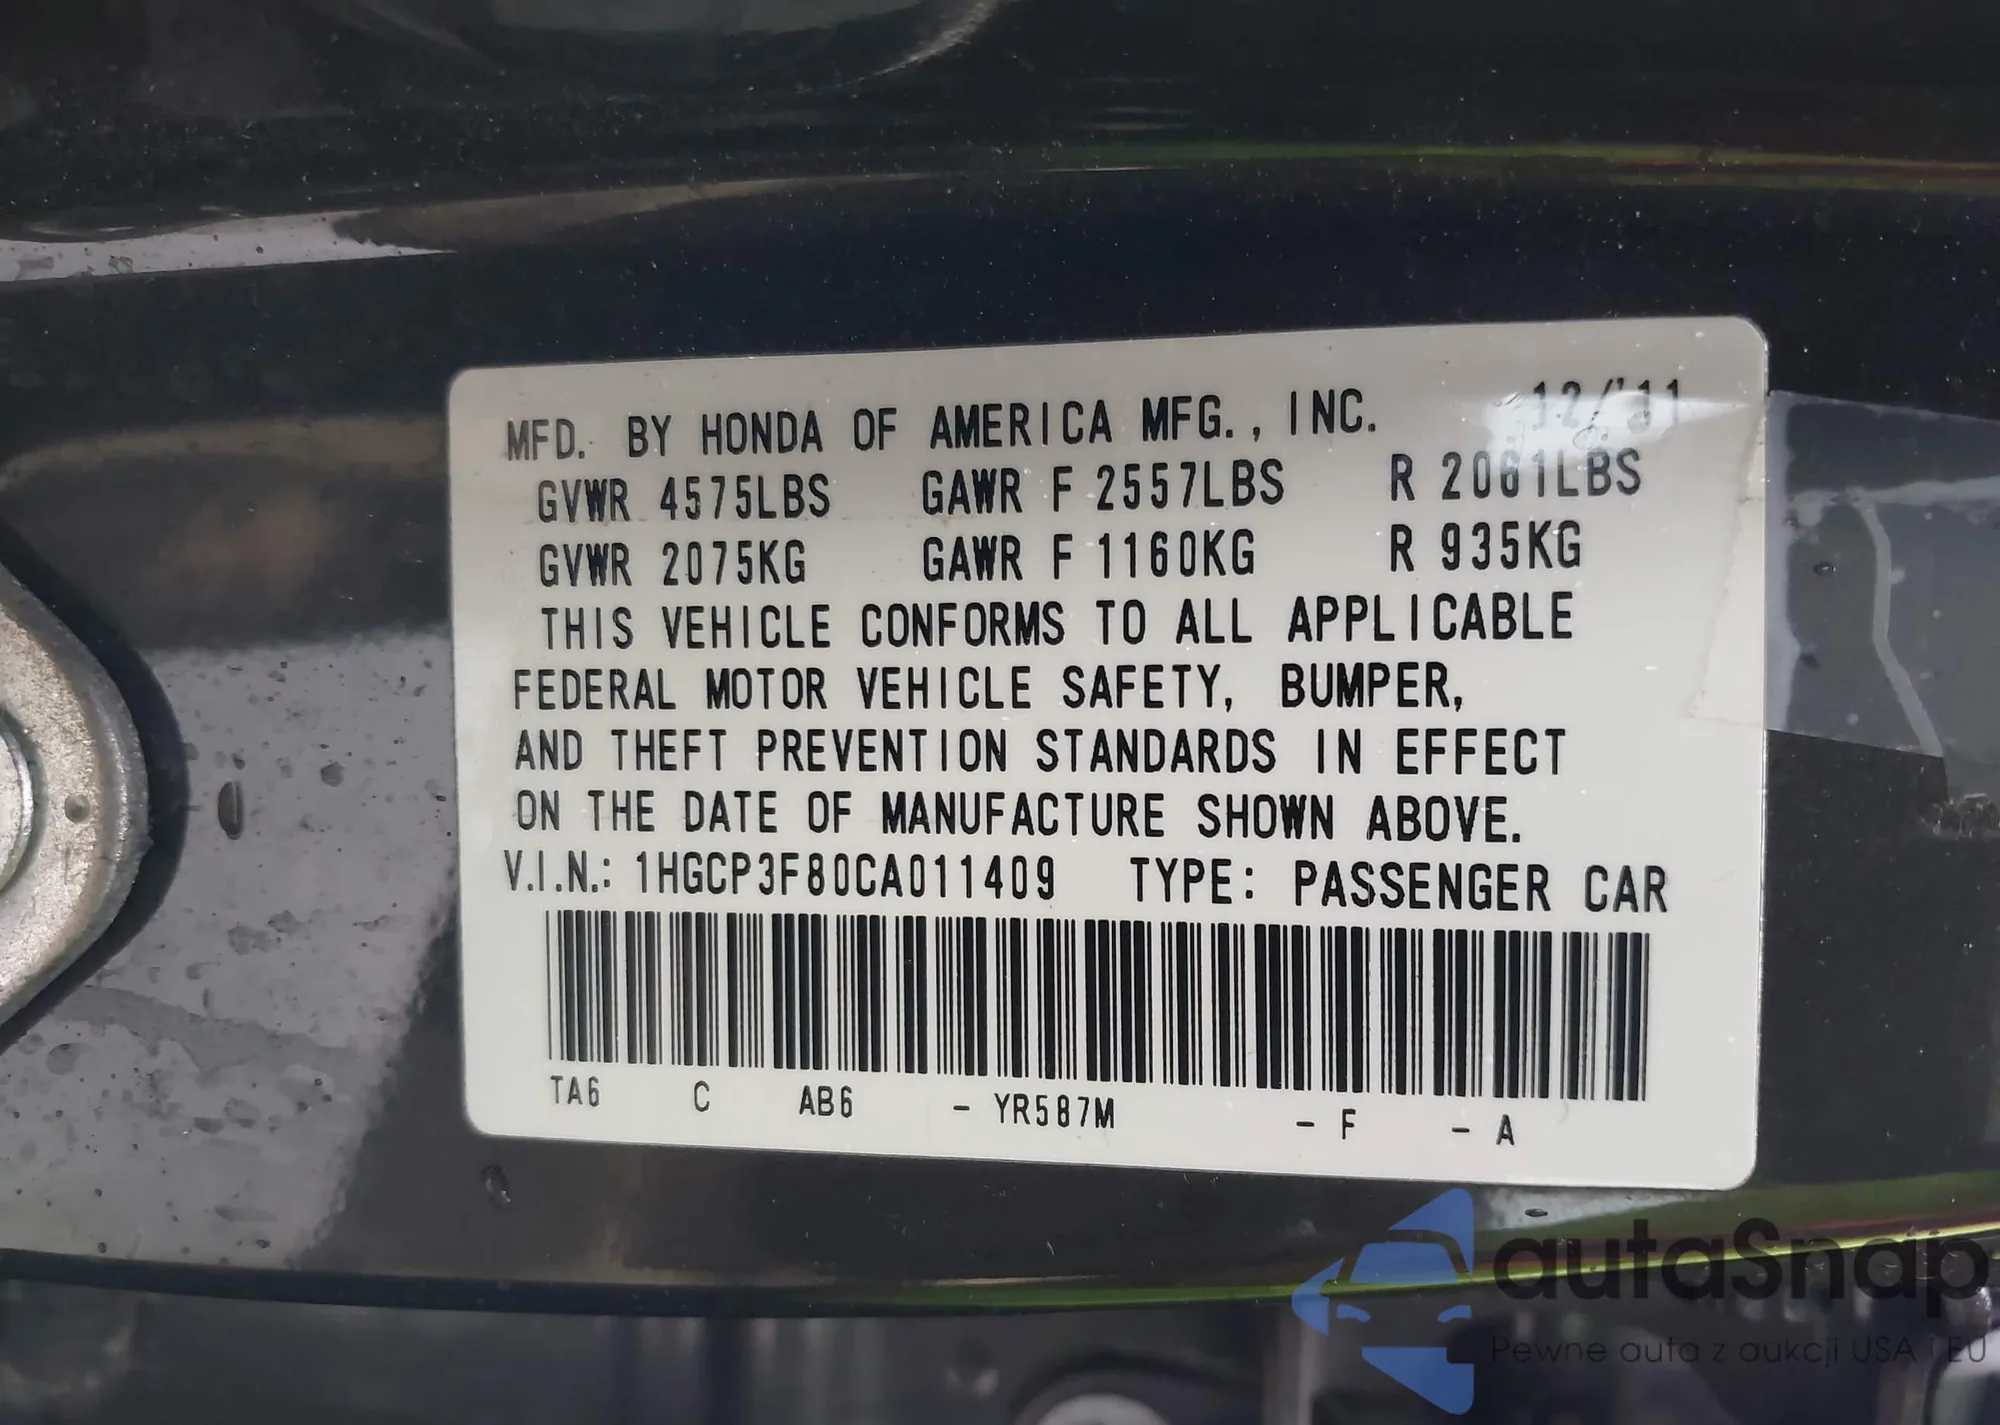 MFD. BY HONDA OF AMERICA MFG., INC. 12/'11
GVWR 4575LBS GAWR F 2557LBS R 2061LBS
GVWR 2075KG GAWR F 1160KG R 935KG
THIS VEHICLE CONFORMS TO ALL APPLICABLE
FEDERAL MOTOR VEHICLE SAFETY, BUMPER,
AND THEFT PREVENTION STANDARDS IN EFFECT
ON THE DATE OF MANUFACTURE SHOWN ABOVE.
V.I.N.: 1HGCP3F80CA011409 TYPE: PASSENGER CAR
TA6 C AB6 - YR587M - F - A
autaSnap
Pewne auta z aukcji USA i EU